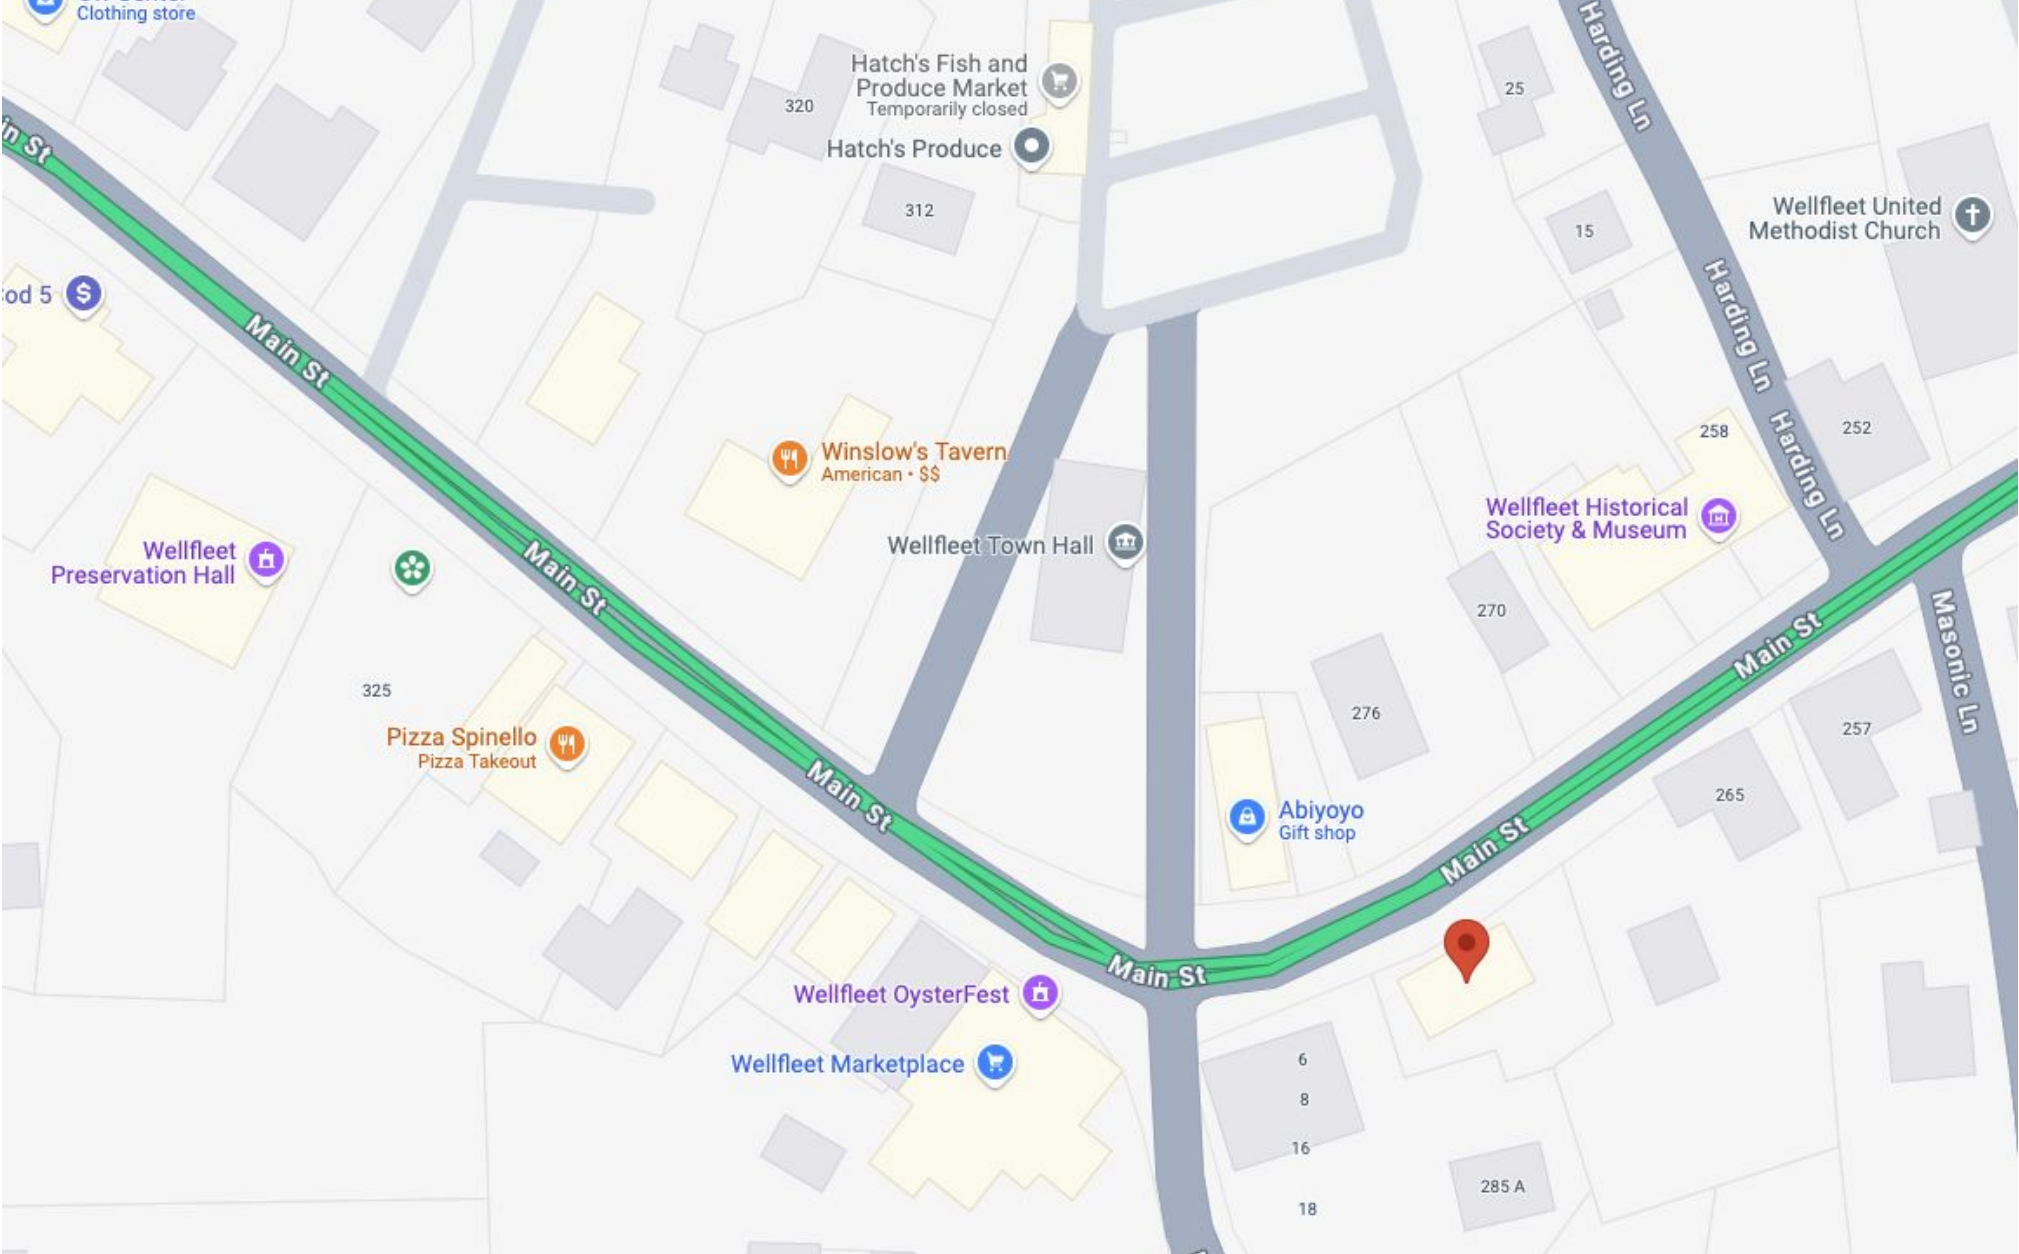 Clothing store
in St
Hatch's Fish and
Produce Market
Temporarily closed
320
Hatch's Produce
312
25
Harding Ln
15
Wellfleet United
Methodist Church
od 5
Main St
Harding Ln
Winslow's Tavern
American • $$
258
252
Harding Ln
Wellfleet Historical
Society & Museum
Wellfleet
Preservation Hall
Wellfleet Town Hall
Main St
270
Main St
Masonic Ln
325
276
257
Pizza Spinello
Pizza Takeout
Main St
265
Abiyoyo
Gift shop
Main St
Main St
Wellfleet OysterFest
Wellfleet Marketplace
6
8
16
285 A
18